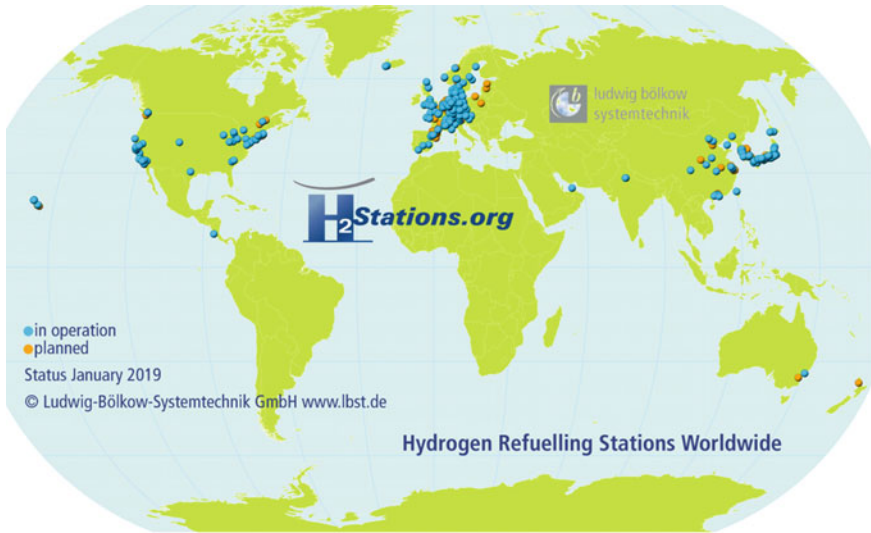 ludwig bölkow
systemtechnik
H2Stations.org
in operation
planned
Status January 2019
© Ludwig-Bölkow-Systemtechnik GmbH www.lbst.de
Hydrogen Refuelling Stations Worldwide